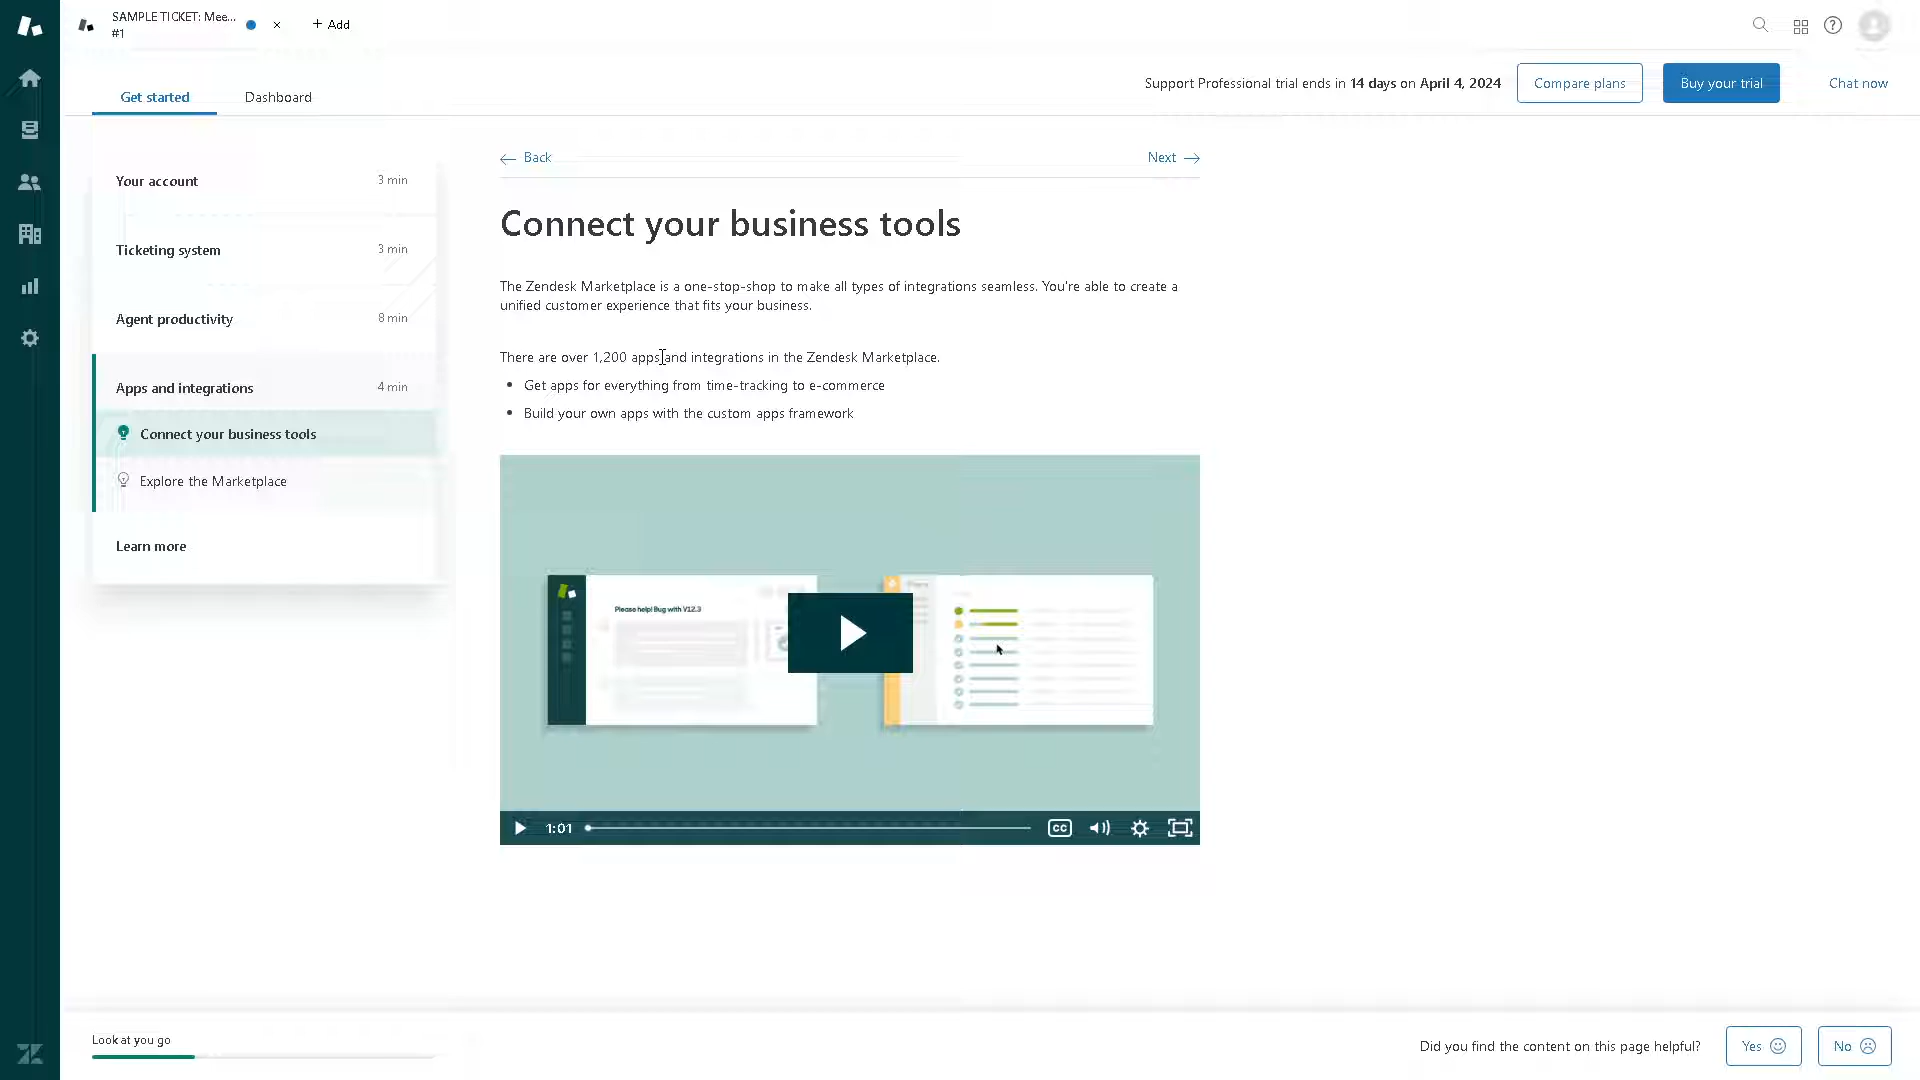 SAMPLE TICKET: Mee...
#1
+ Add
Get started
Dashboard
Support Professional trial ends in 14 days on April 4, 2024
Compare plans
Buy your trial
Chat now
Your account
3 min
Ticketing system
3 min
Agent productivity
8 min
Apps and integrations
4 min
Connect your business tools
Explore the Marketplace
Learn more
Back
Next
Connect your business tools
The Zendesk Marketplace is a one-stop-shop to make all types of integrations seamless. You're able to create a
unified customer experience that fits your business.
There are over 1,200 apps and integrations in the Zendesk Marketplace.
• Get apps for everything from time-tracking to e-commerce
• Build your own apps with the custom apps framework
Please help! Bug with V12.3
1:01
CC
Look at you go
Did you find the content on this page helpful?
Yes
No